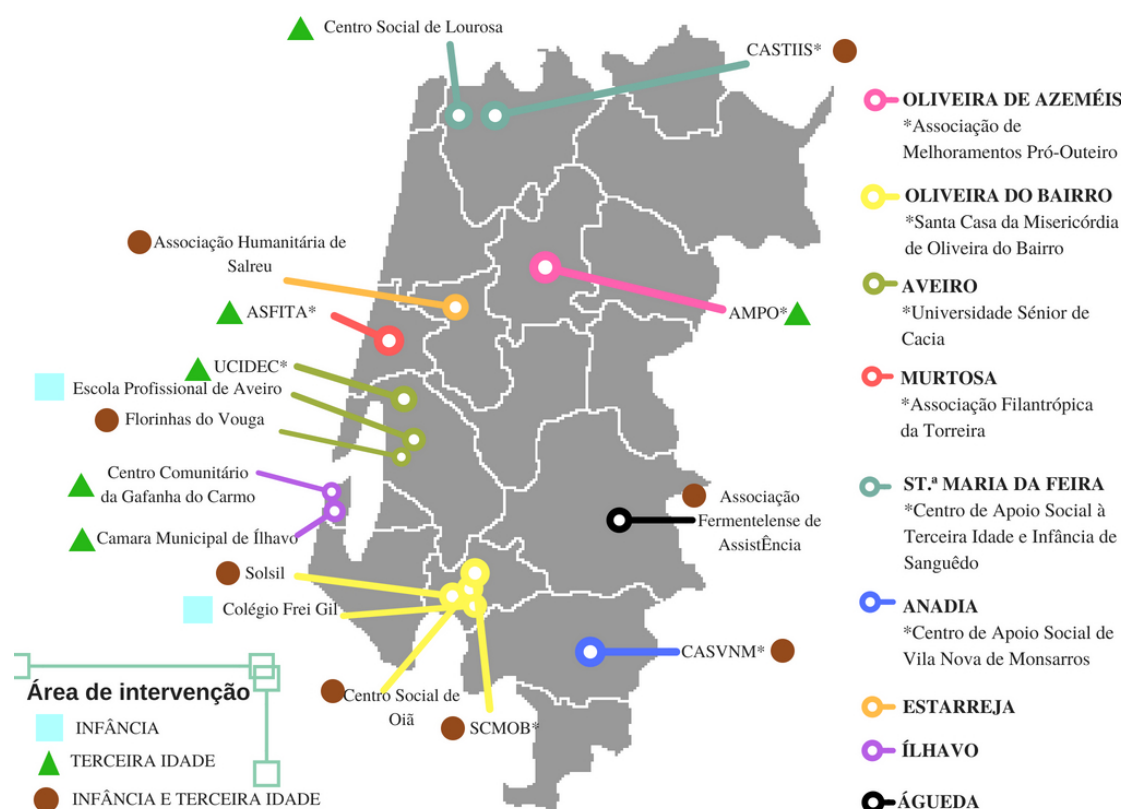 Centro Social de Lourosa
CASTIIS*
Associação Humanitária de
Salreu
ASFITA*
AMPO*
UCIDEC*
Escola Profissional de Aveiro
Florinhas do Vouga
Centro Comunitário
da Gafanha do Carmo
Camara Municipal de Ílhavo
Associação
Fermentelense de
AssistÊncia
Solsil
Colégio Frei Gil
CASVNM*
Centro Social de
Oiã
SCMOB*
Área de intervenção
INFÂNCIA
TERCEIRA IDADE
INFÂNCIA E TERCEIRA IDADE
OLIVEIRA DE AZEMÉIS
*Associação de
Melhoramentos Pró-Outeiro
OLIVEIRA DO BAIRRO
*Santa Casa da Misericórdia
de Oliveira do Bairro
AVEIRO
*Universidade Sénior de
Cacia
MURTOSA
*Associação Filantrópica
da Torreira
ST.ª MARIA DA FEIRA
*Centro de Apoio Social à
Terceira Idade e Infância de
Sanguêdo
ANADIA
*Centro de Apoio Social de
Vila Nova de Monsarros
ESTARREJA
ÍLHAVO
ÁGUEDA